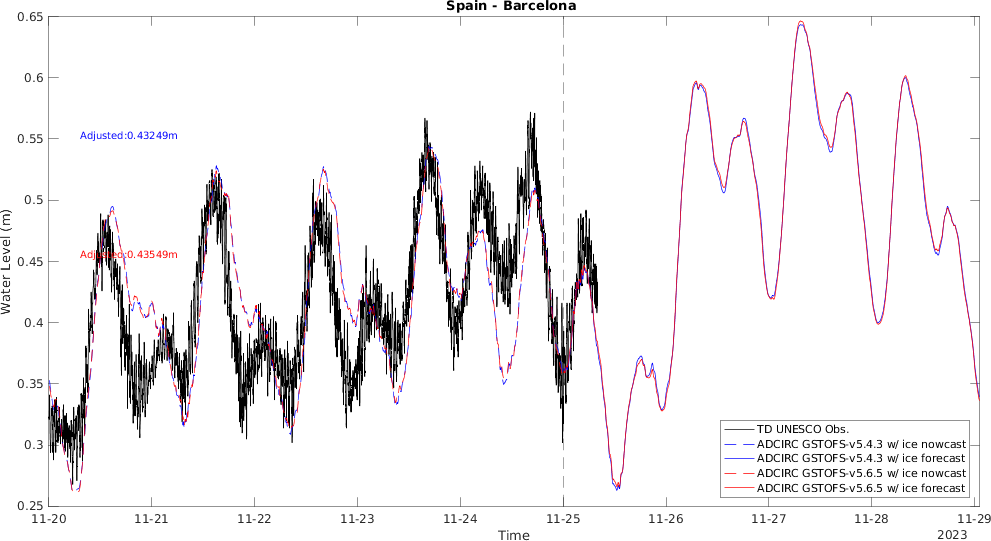 Spain - Barcelona
0.65
0.6
0.55
0.5
0.45
0.4
0.35
0.3
0.25
Water Level (m)
Adjusted:0.43249m
Adjusted:0.43549m
TD UNESCO Obs.
ADCIRC GSTOFS-v5.4.3 w/ ice nowcast
ADCIRC GSTOFS-v5.4.3 w/ ice forecast
ADCIRC GSTOFS-v5.6.5 w/ ice nowcast
ADCIRC GSTOFS-v5.6.5 w/ ice forecast
11-20 11-21 11-22 11-23 11-24 11-25 11-26 11-27 11-28 11-29
Time
2023